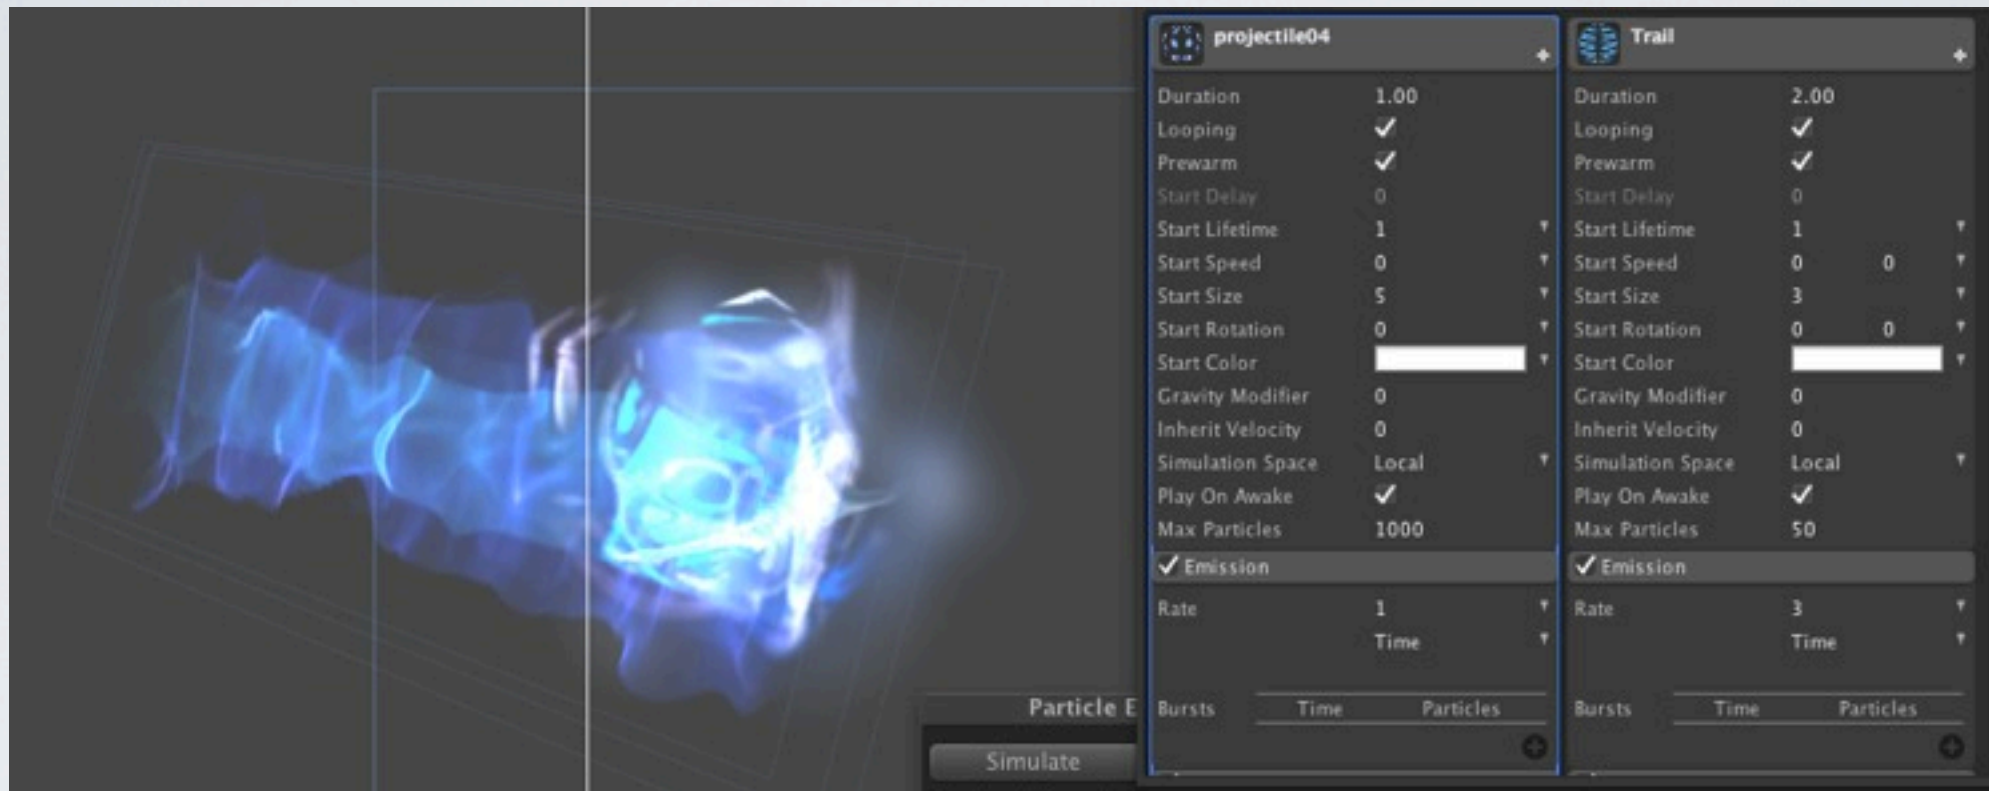 projectile04
Duration 1.00
Looping
Prewarm
Start Delay 0
Start Lifetime 1
Start Speed 0
Start Size 5
Start Rotation 0
Start Color
Gravity Modifier 0
Inherit Velocity 0
Simulation Space Local
Play On Awake
Max Particles 1000
Emission
Rate 1
Time
Bursts Time Particles
Trail
Duration 2.00
Looping
Prewarm
Start Delay 0
Start Lifetime 1
Start Speed 0 0
Start Size 3
Start Rotation 0 0
Start Color
Gravity Modifier 0
Inherit Velocity 0
Simulation Space Local
Play On Awake
Max Particles 50
Emission
Rate 3
Time
Bursts Time Particles
Particle E
Simulate